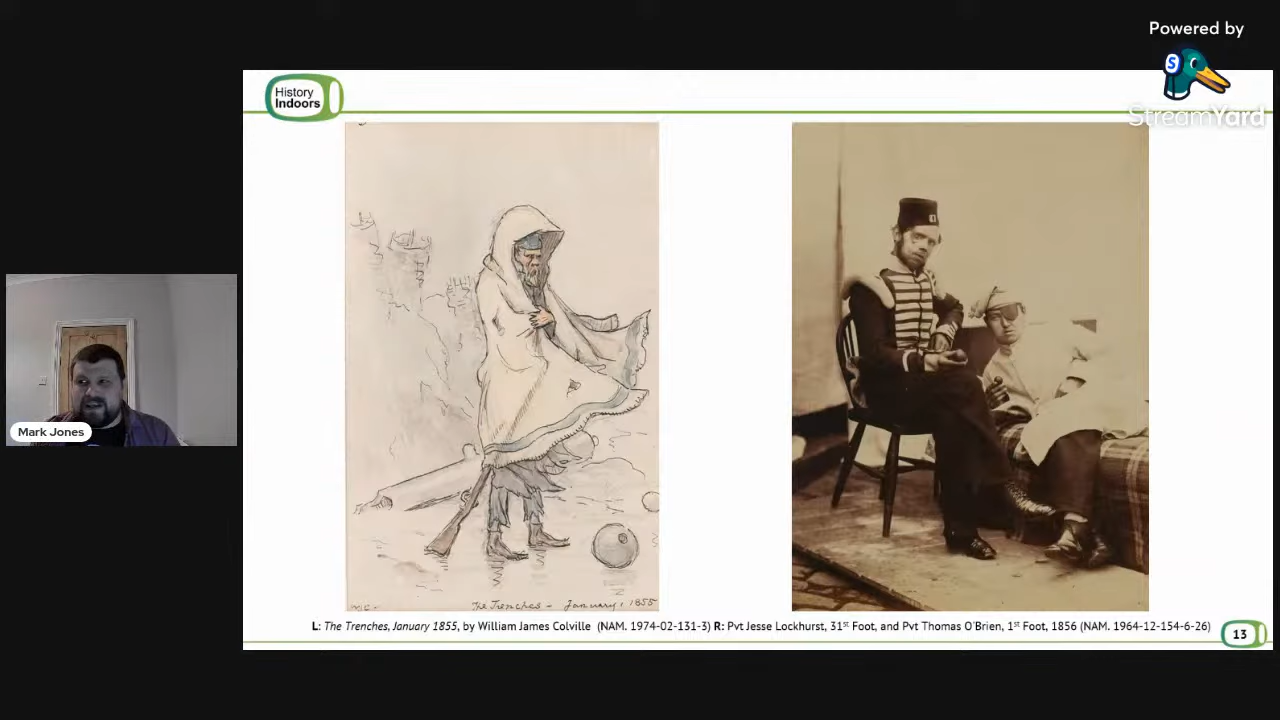 Powered by
S
StreamYard
History
Indoors
1
W.C.
The Trenches – January, 1855
Mark Jones
L: The Trenches, January 1855, by William James Colville (NAM. 1974-02-131-3) R: Pvt Jesse Lockhurst, 31st Foot, and Pvt Thomas O'Brien, 1st Foot, 1856 (NAM. 1964-12-154-6-26)
13